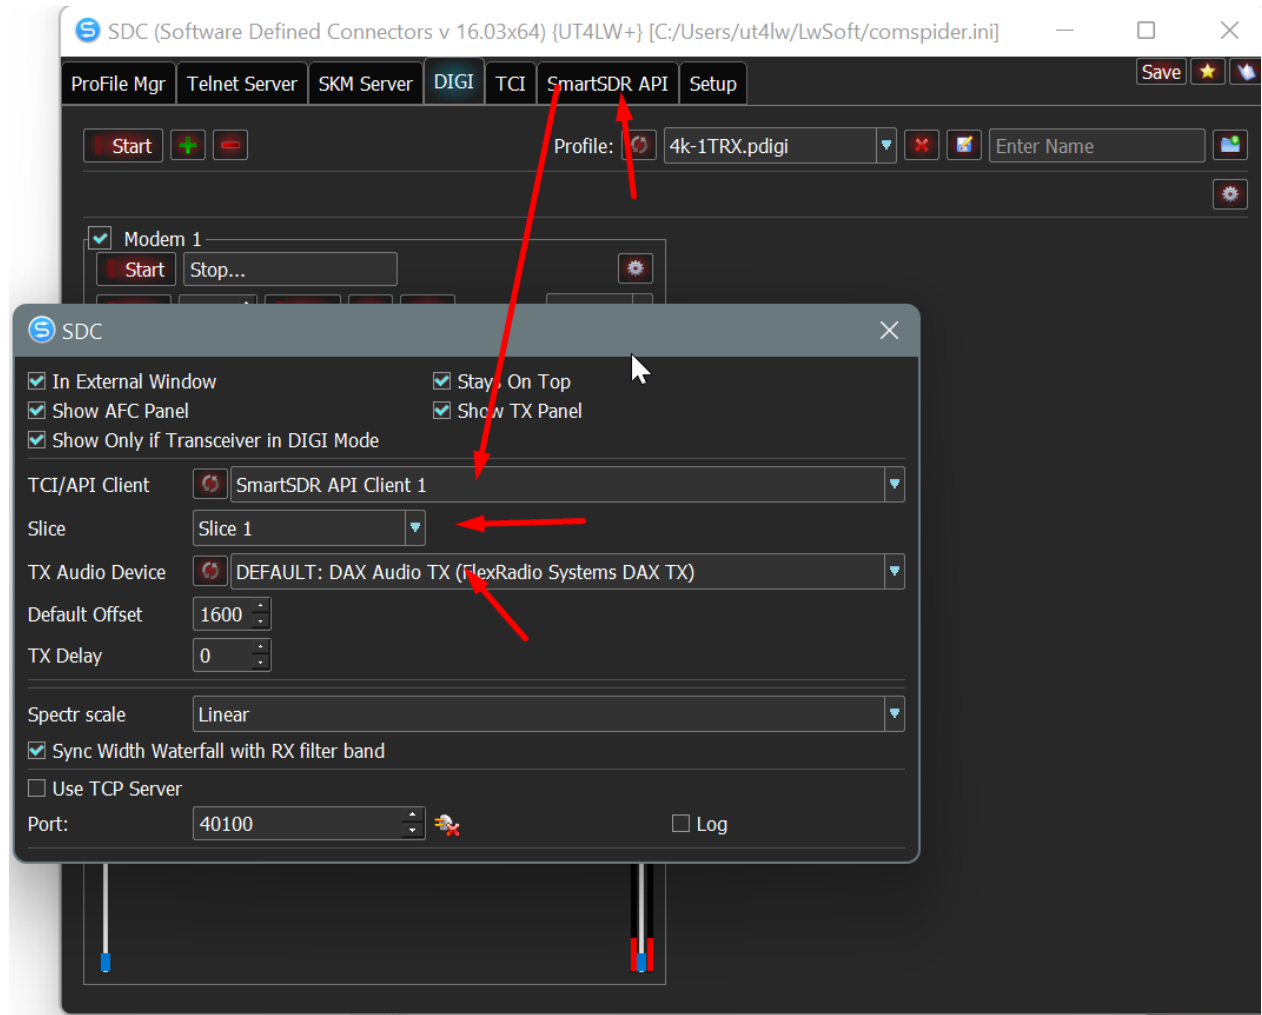 SDC (Software Defined Connectors v 16.03x64) {UT4LW+} [C:/Users/ut4lw/LwSoft/comspider.ini]
ProFile Mgr Telnet Server SKM Server DIGI TCI SmartSDR API Setup Save
Start Profile: 4k-1TRX.pdigi Enter Name
Modem 1
Start Stop...
SDC
In External Window Stays On Top
Show AFC Panel Show TX Panel
Show Only if Transceiver in DIGI Mode
TCI/API Client SmartSDR API Client 1
Slice Slice 1
TX Audio Device DEFAULT: DAX Audio TX (FlexRadio Systems DAX TX)
Default Offset 1600
TX Delay 0
Spectr scale Linear
Sync Width Waterfall with RX filter band
Use TCP Server
Port: 40100 Log